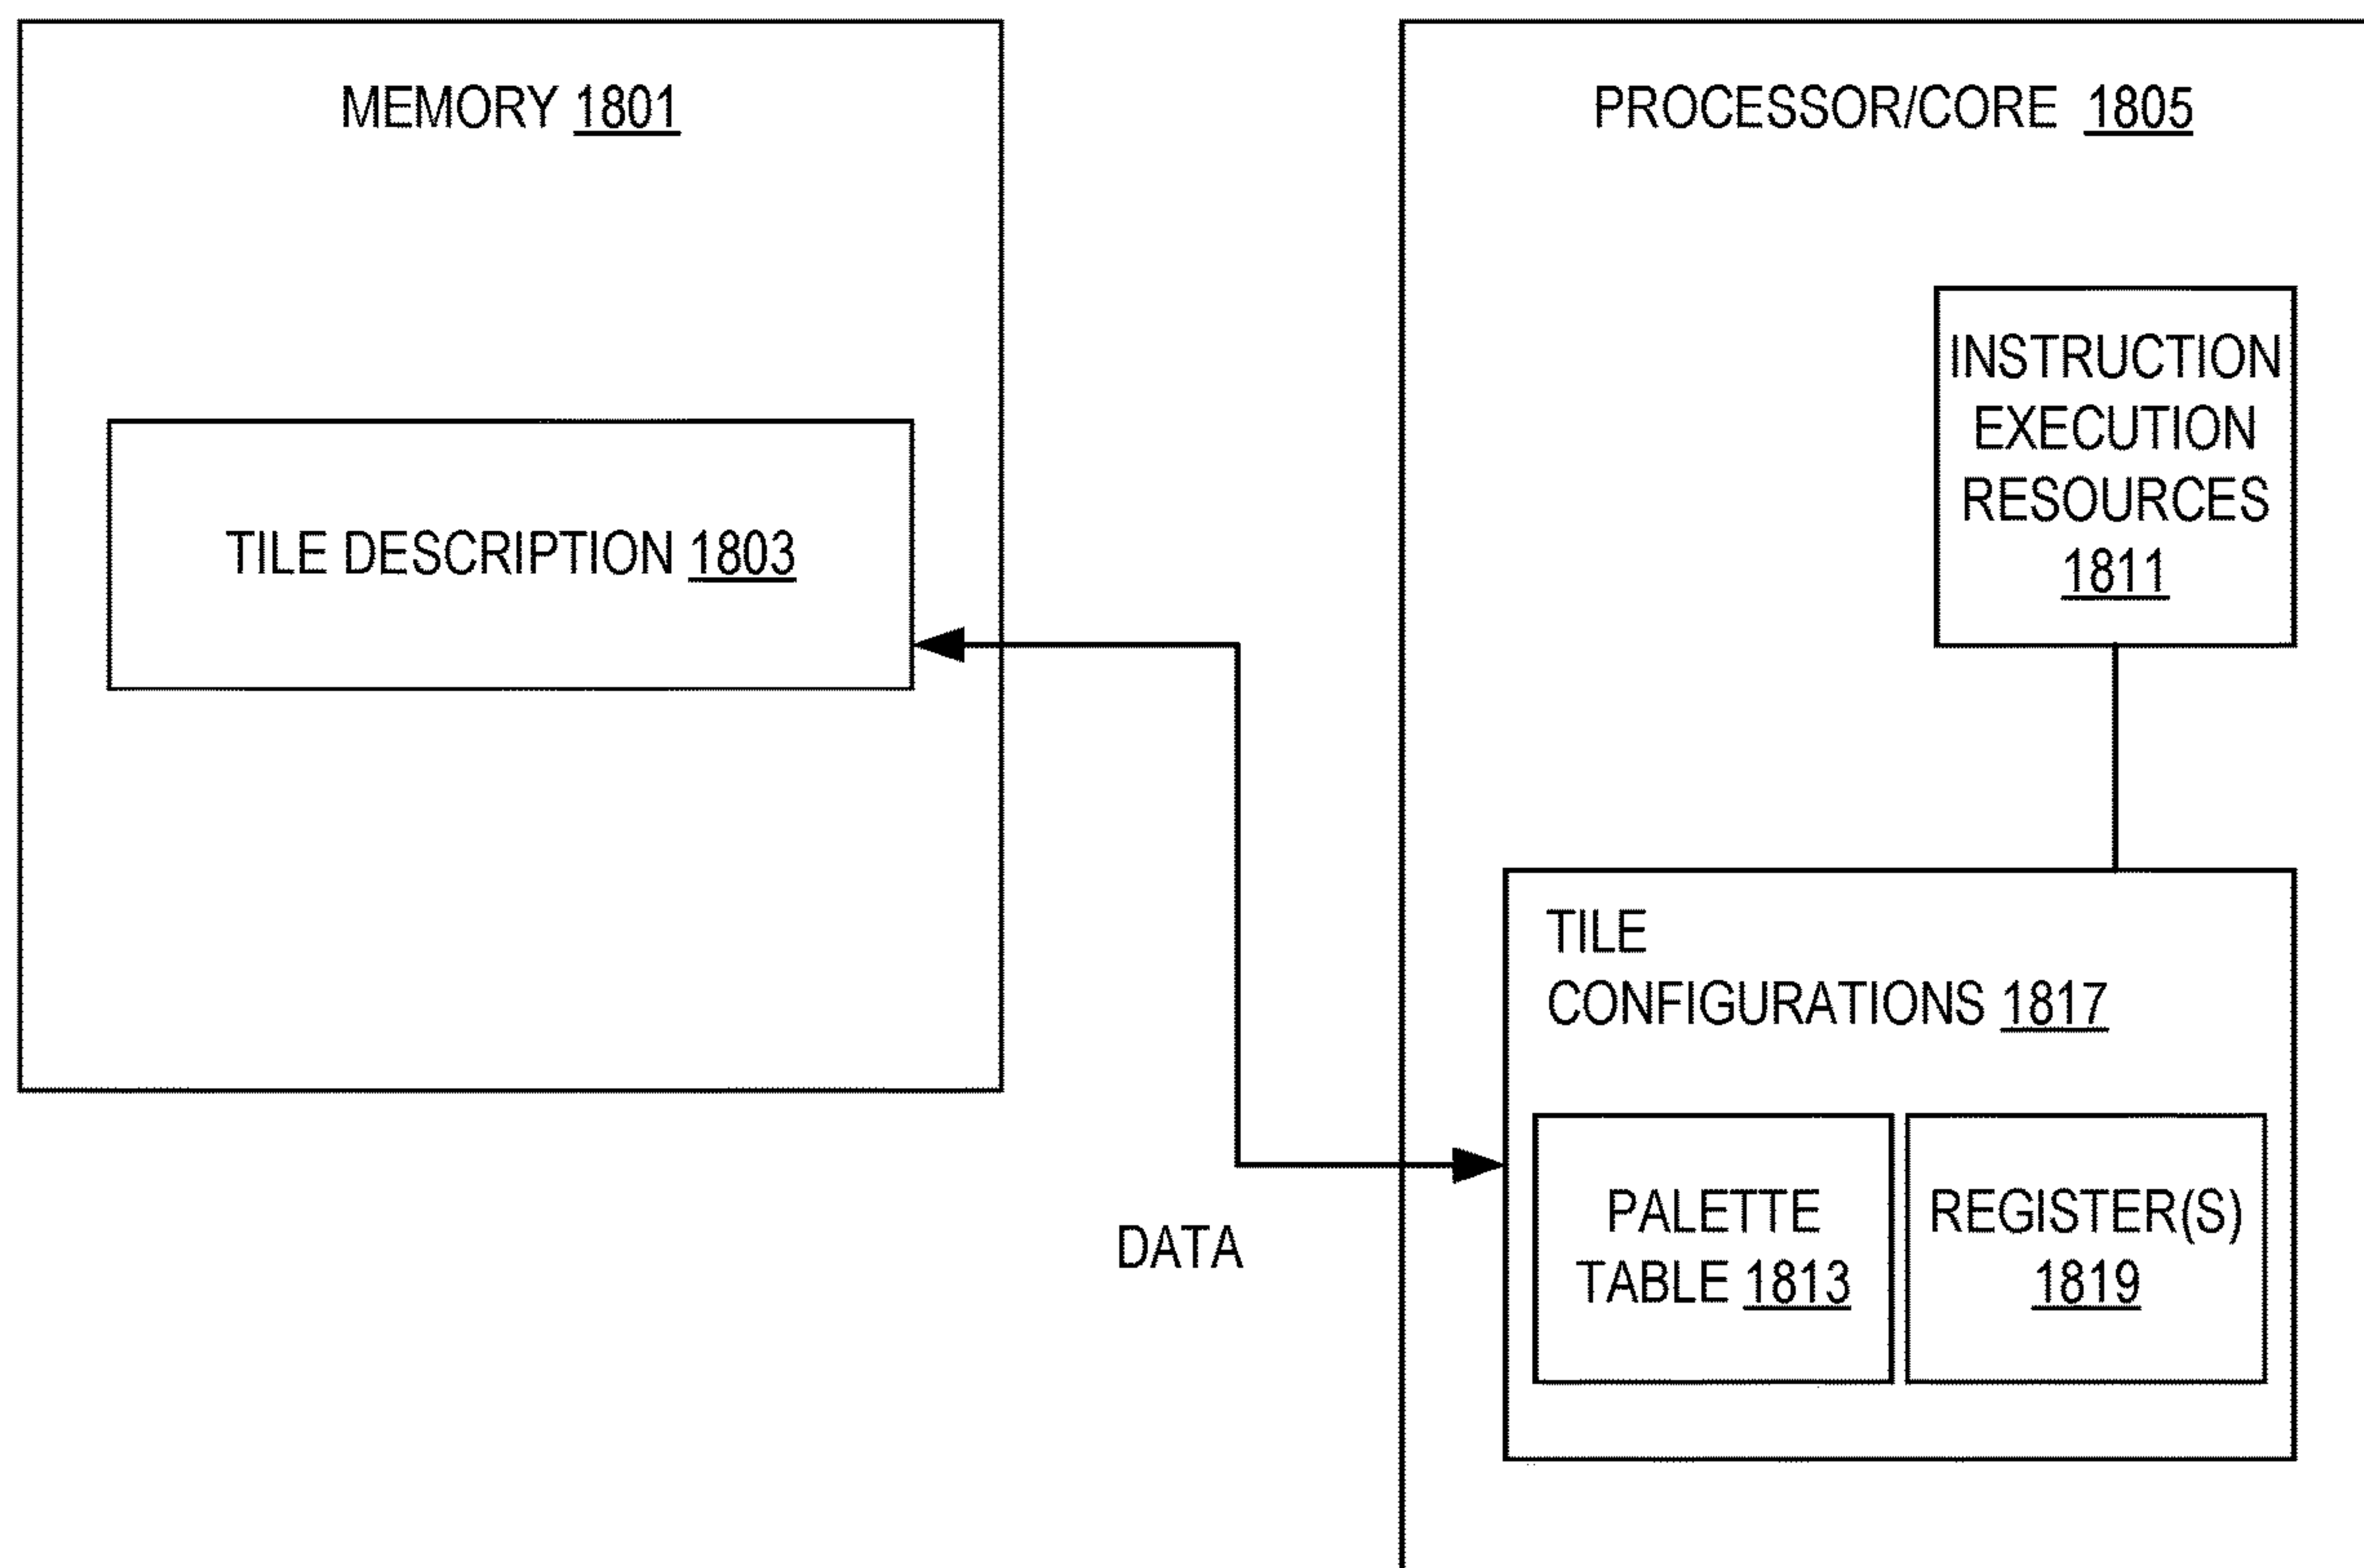 MEMORY 1801
TILE DESCRIPTION 1803
DATA
PROCESSOR/CORE 1805
INSTRUCTION
EXECUTION
RESOURCES
1811
TILE
CONFIGURATIONS 1817
PALETTE
TABLE 1813
REGISTER(S)
1819